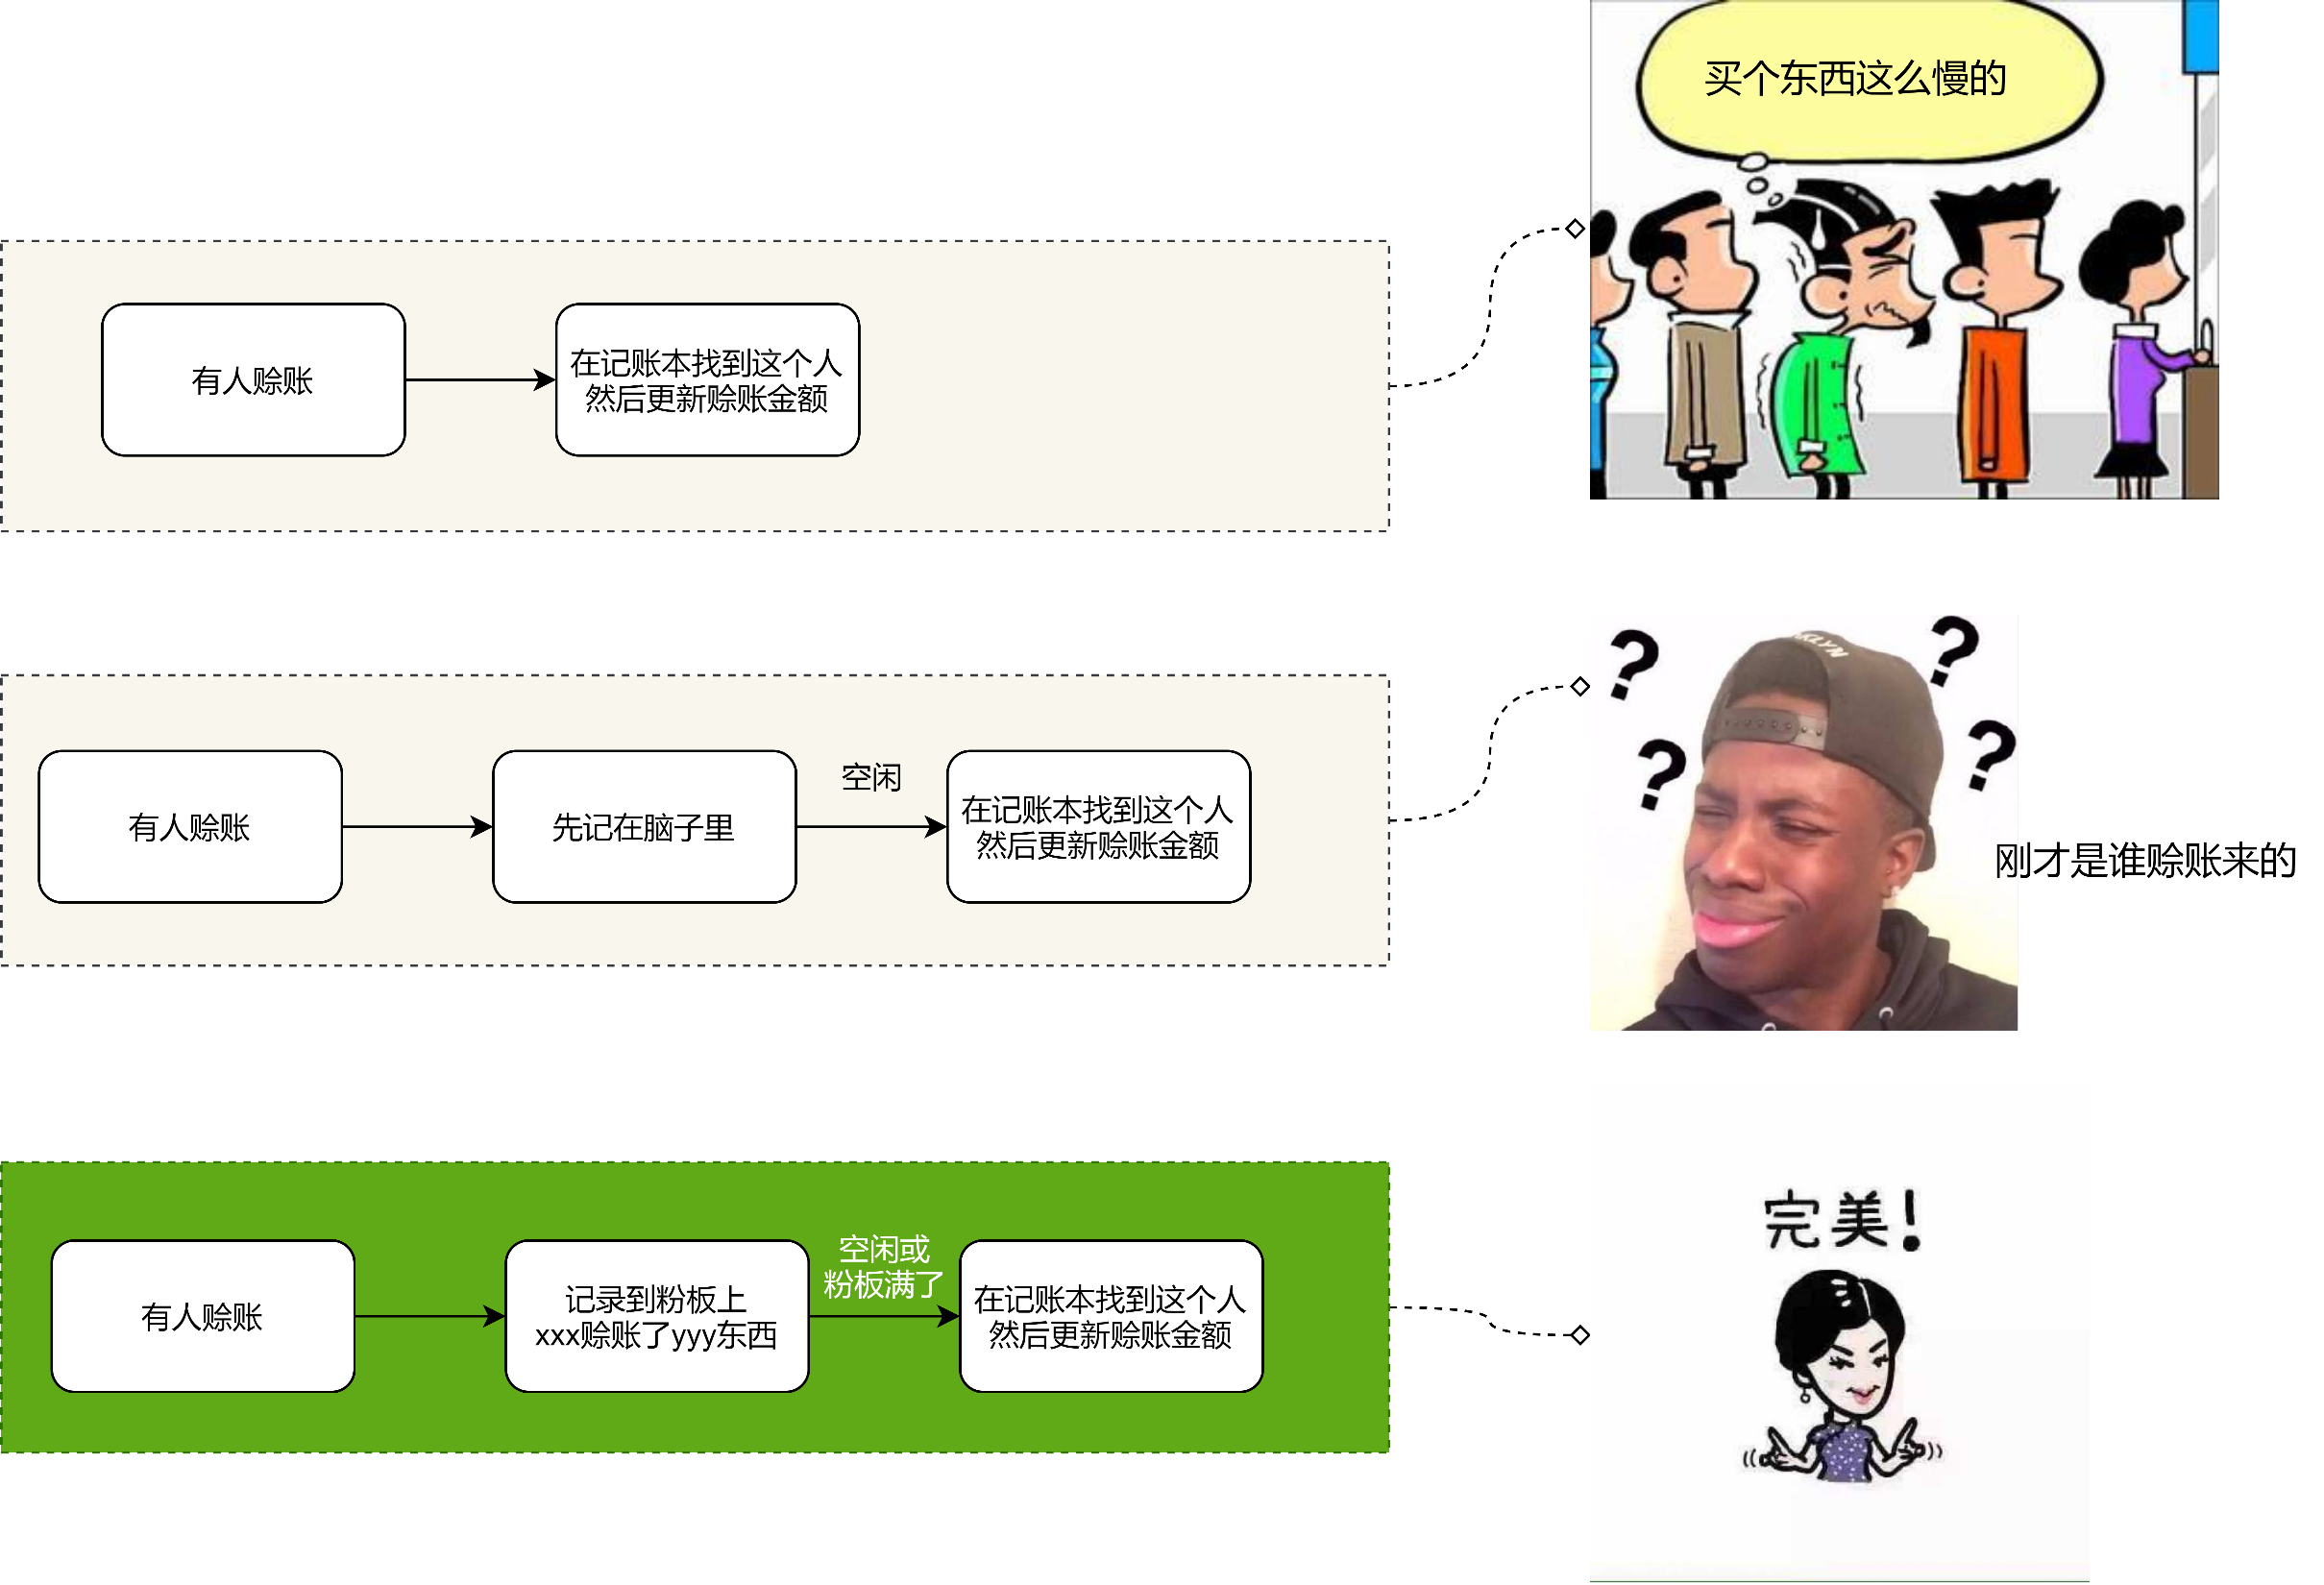 买个东西这么慢的
有人赊账
在记账本找到这个人
然后更新赊账金额
?
?
?
?
KLYN
有人赊账
先记在脑子里
空闲
在记账本找到这个人
然后更新赊账金额
刚才是谁赊账来的
完美!
有人赊账
记录到粉板上
xxx赊账了yyy东西
空闲或
粉板满了
在记账本找到这个人
然后更新赊账金额